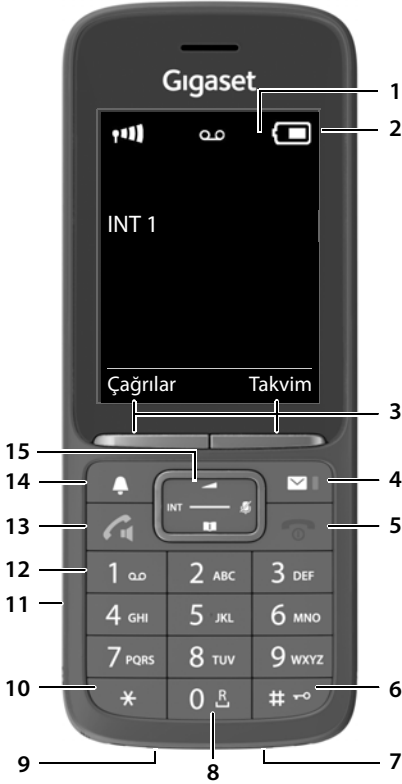 Gigaset
1
2
INT 1
Çağrılar Takvim
3
15
14
4
INT
13
5
12
1 2 ABC 3 DEF
11
4 GHI 5 JKL 6 MNO
7 PQRS 8 TUV 9 WXYZ
10
* 0 R #
6
9
8
7